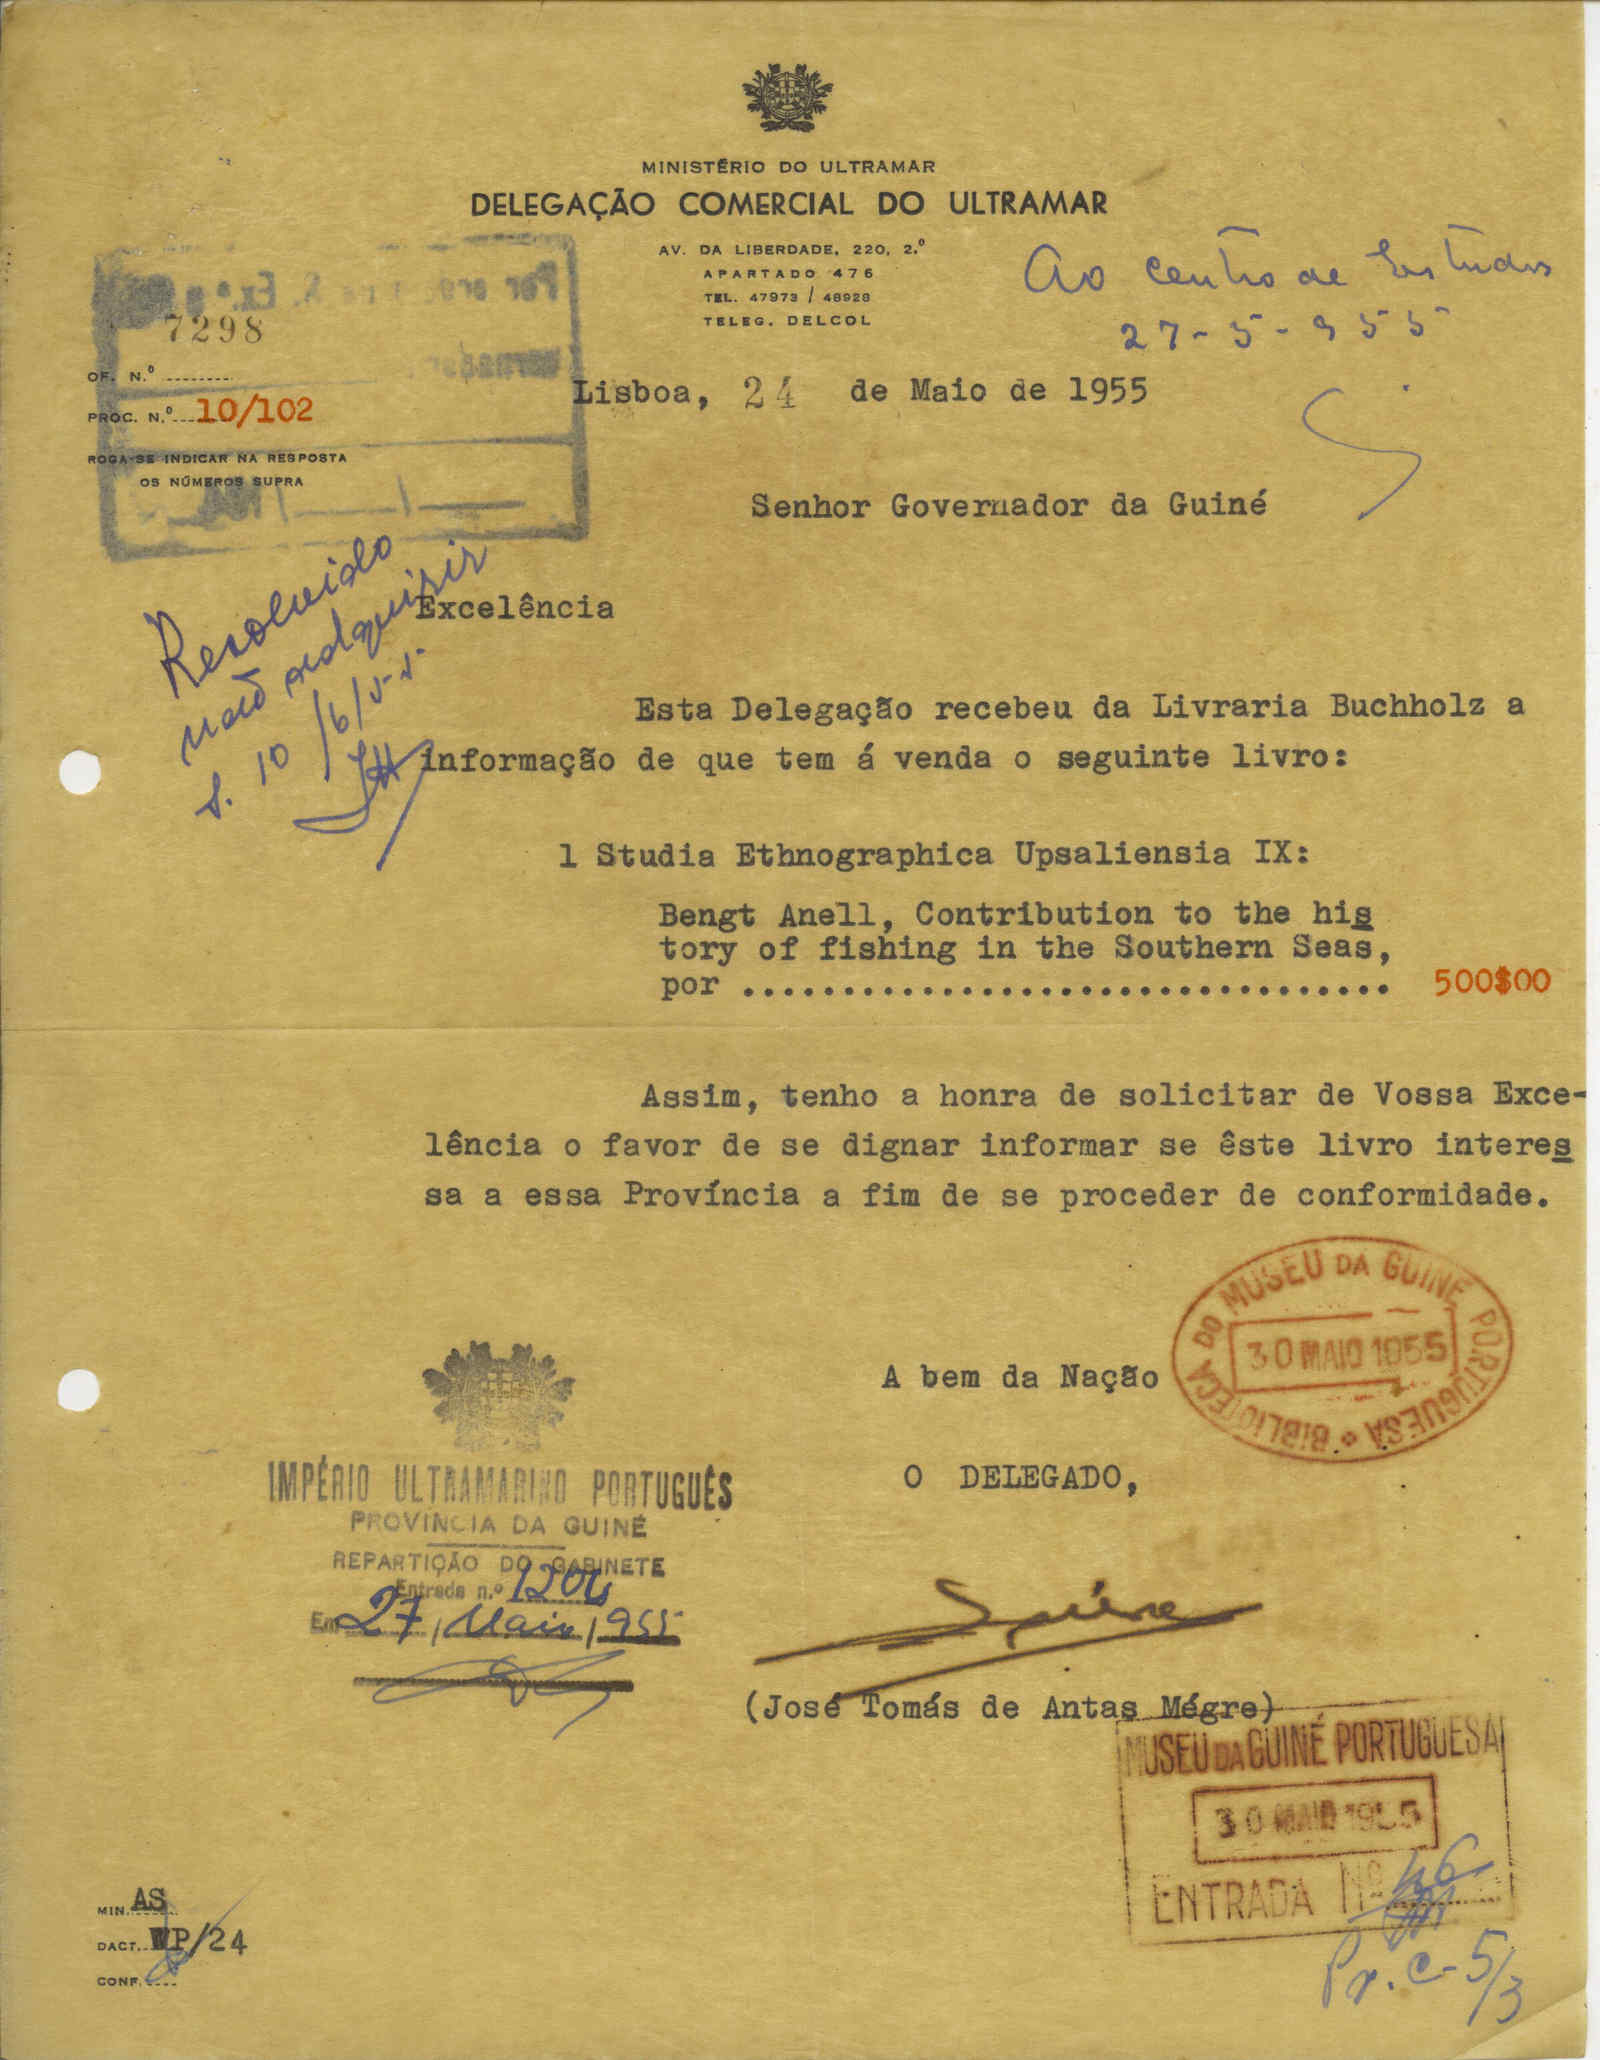 MINISTÉRIO DO ULTRAMAR
DELEGAÇÃO COMERCIAL DO ULTRAMAR
AV. DA LIBERDADE, 220, 2.º
APARTADO 476
TEL. 47973 / 48928
TELEG. DELCOL
Ao Centro de Estudos
27-5-955
7298
OF. N.º
PROC. N.º 10/102
ROGA-SE INDICAR NA RESPOSTA
OS NÚMEROS SUPRA
Lisboa, 24 de Maio de 1955
Senhor Governador da Guiné
Resolvido
não adquirir
10/6/55
Excelência
Esta Delegação recebeu da Livraria Buchholz a
informação de que tem á venda o seguinte livro:
1 Studia Ethnographica Upsaliensia IX:
Bengt Anell, Contribution to the his
tory of fishing in the Southern Seas,
por ................................. 500$00
Assim, tenho a honra de solicitar de Vossa Exce-
lência o favor de se dignar informar se êste livro interes
sa a essa Província a fim de se proceder de conformidade.
BIBLIOTECA DO MUSEU DA GUINÉ PORTUGUESA
30 MAIO 1955
A bem da Nação
O DELEGADO,
IMPÉRIO ULTRAMARINO PORTUGUÊS
PROVÍNCIA DA GUINÉ
REPARTIÇÃO DO GABINETE
Entrada n.º
Em 27 / Maio / 955
(José Tomás de Antas Mégre)
MUSEU DA GUINÉ PORTUGUESA
30 MAIO 1955
ENTRADA Nº 46
Pr. C-5/3
MIN. AS
DACT. P/24
CONF.